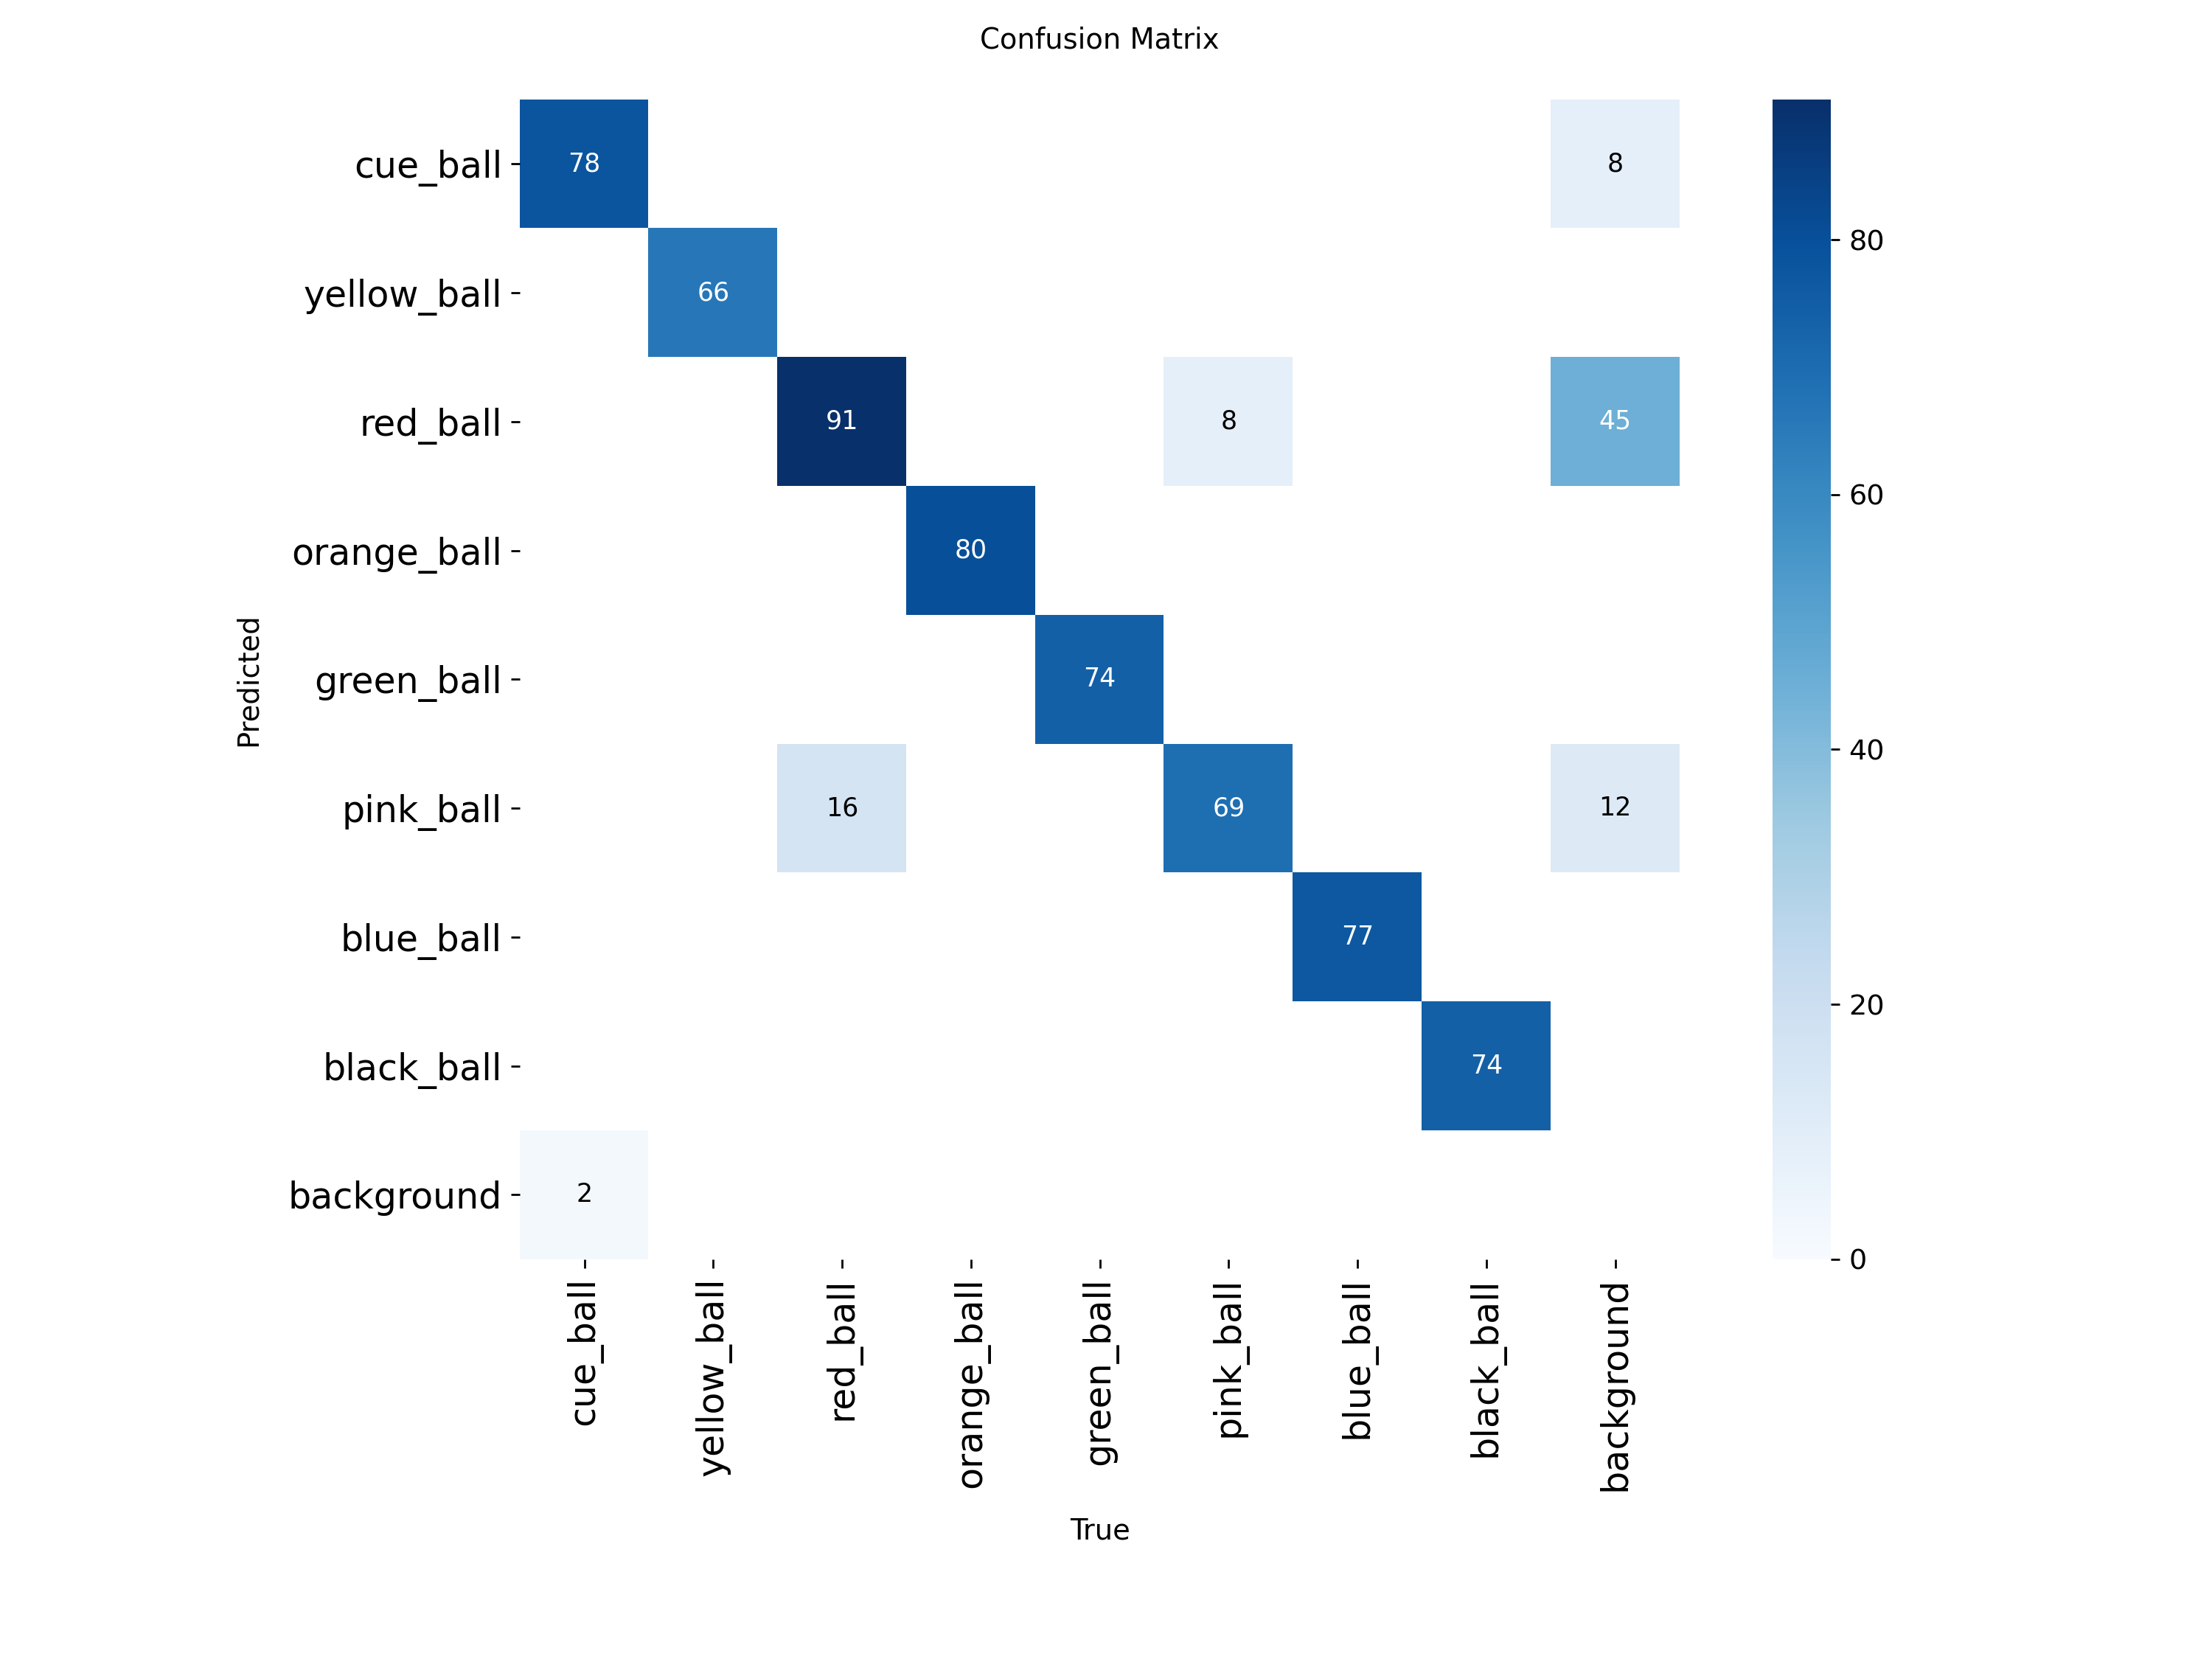 Confusion Matrix
cue_ball
78
8
80
yellow_ball
66
red_ball
91
8
45
60
orange_ball
80
Predicted
green_ball
74
40
pink_ball
16
69
12
blue_ball
77
20
black_ball
74
background
2
0
cue_ball
yellow_ball
red_ball
orange_ball
green_ball
pink_ball
blue_ball
black_ball
background
True